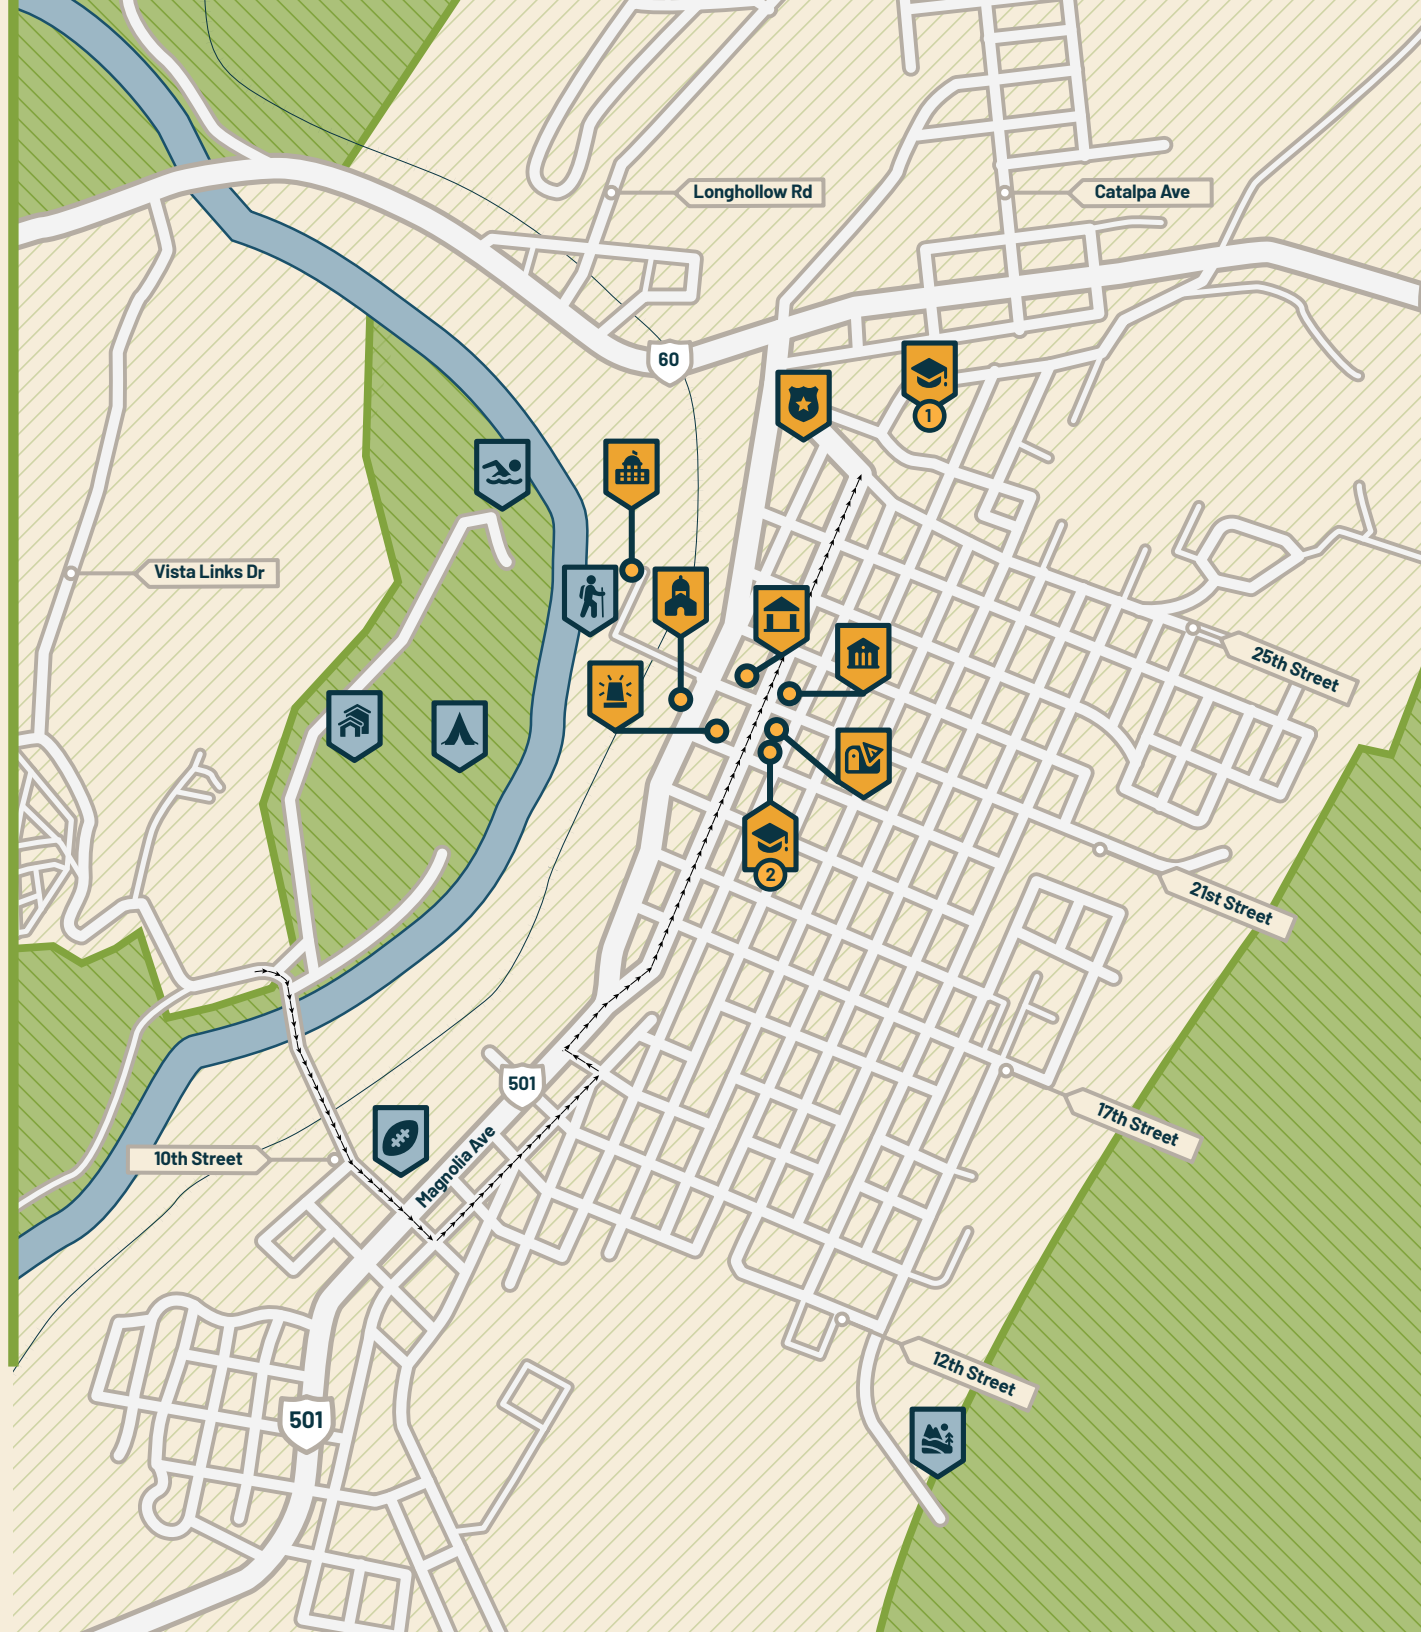 Longhollow Rd
Catalpa Ave
60
1
Vista Links Dr
25th Street
2
21st Street
501
Magnolia Ave
17th Street
10th Street
12th Street
501